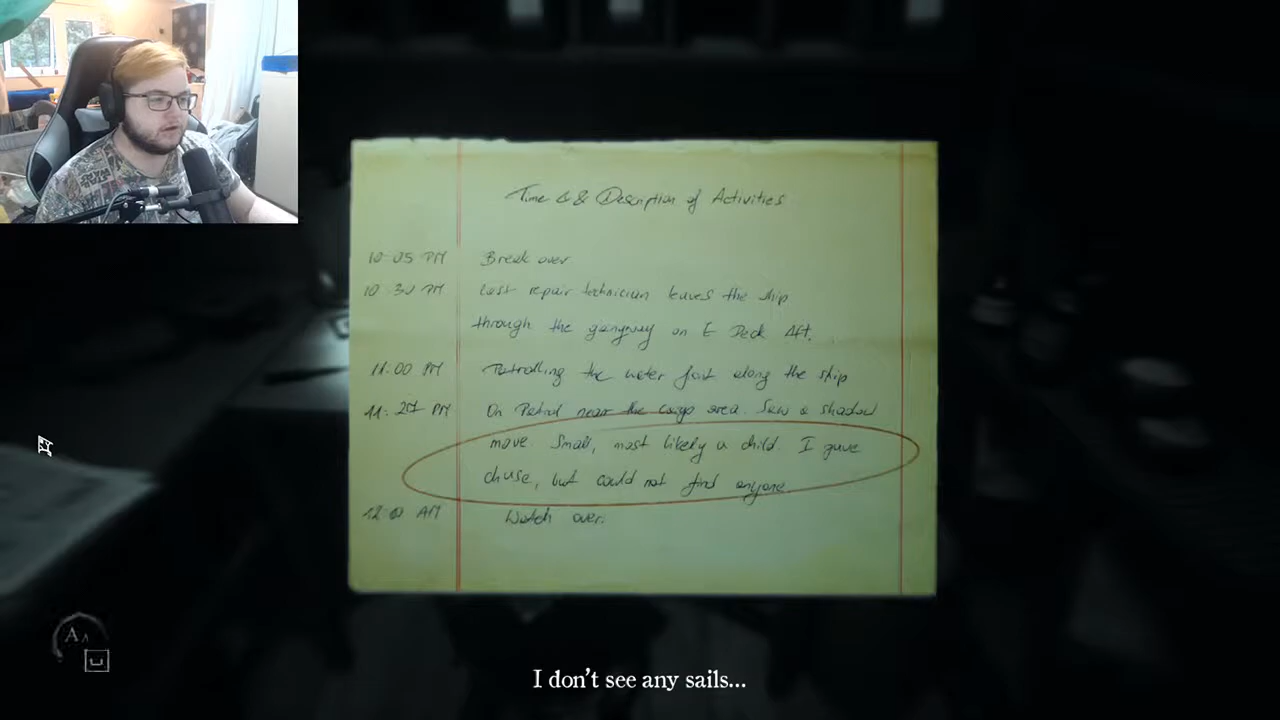 Time & Description of Activities
10:05 PM Break over
10:30 PM Last repair technician leaves the ship
through the gangway on E Deck Aft.
11:00 PM Patrolling the water front along the ship
11:27 PM On Patrol near the cargo area. Saw a shadow
move. Small, most likely a child. I gave
chase, but could not find anyone.
AM Watch over.
A A
I don't see any sails...